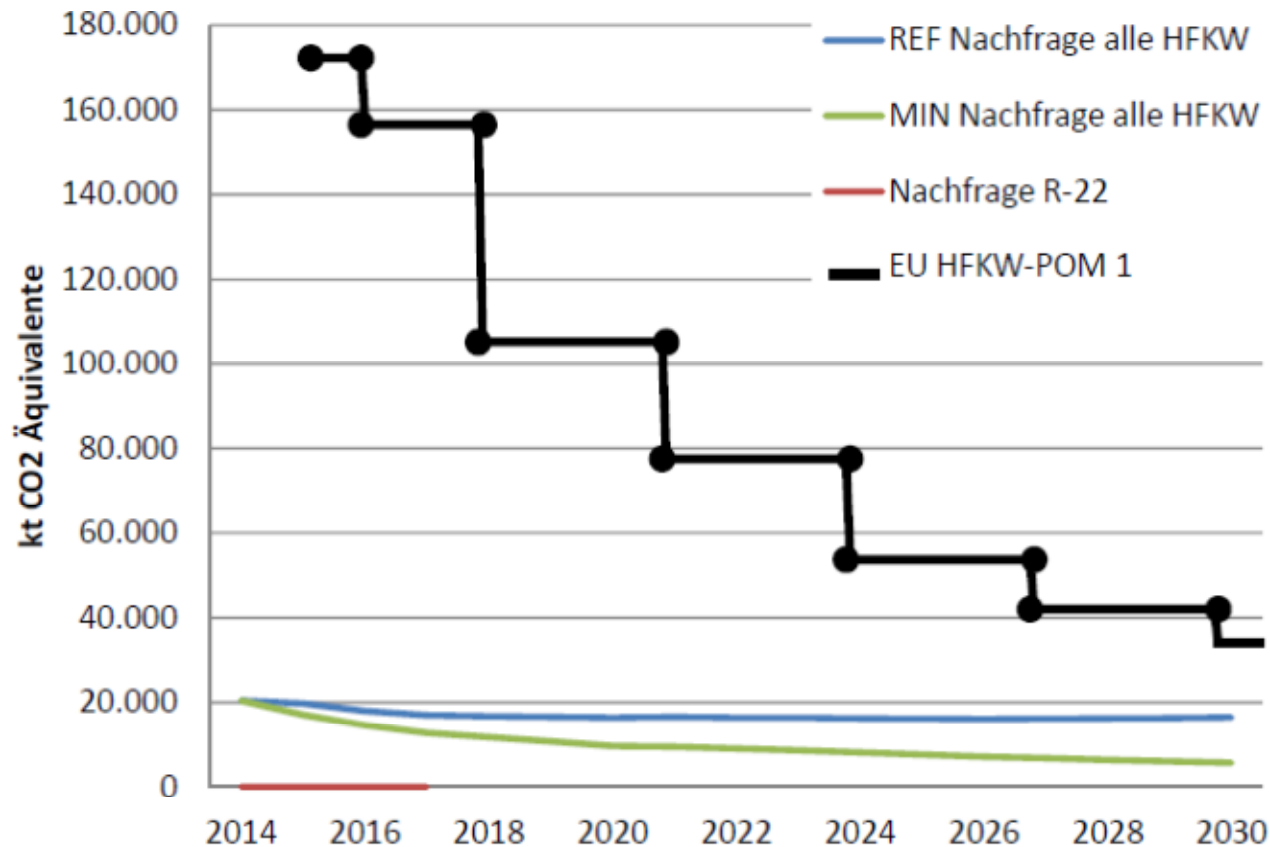 180.000
160.000
140.000
120.000
100.000
80.000
60.000
40.000
20.000
0
kt CO2 Äquivalente
REF Nachfrage alle HFKW
MIN Nachfrage alle HFKW
Nachfrage R-22
EU HFKW-POM 1
2014 2016 2018 2020 2022 2024 2026 2028 2030